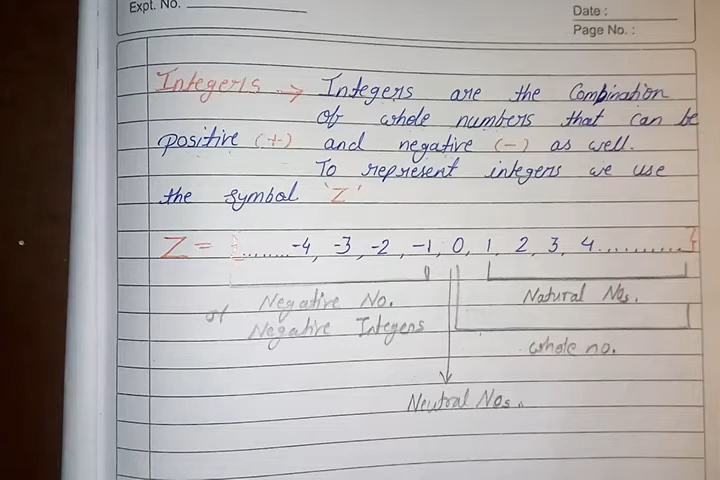 Expt. No.
Date :
Page No. :
Integers → Integers are the Combination
of whole numbers that can be
positive (+) and negative (-) as well.
To represent integers we use
the symbol 'Z'
Z = {........-4, -3, -2, -1, 0, 1, 2, 3, 4...........}
Negative No.
or
Negative Integers
Natural Nos.
whole no.
Neutral Nos.